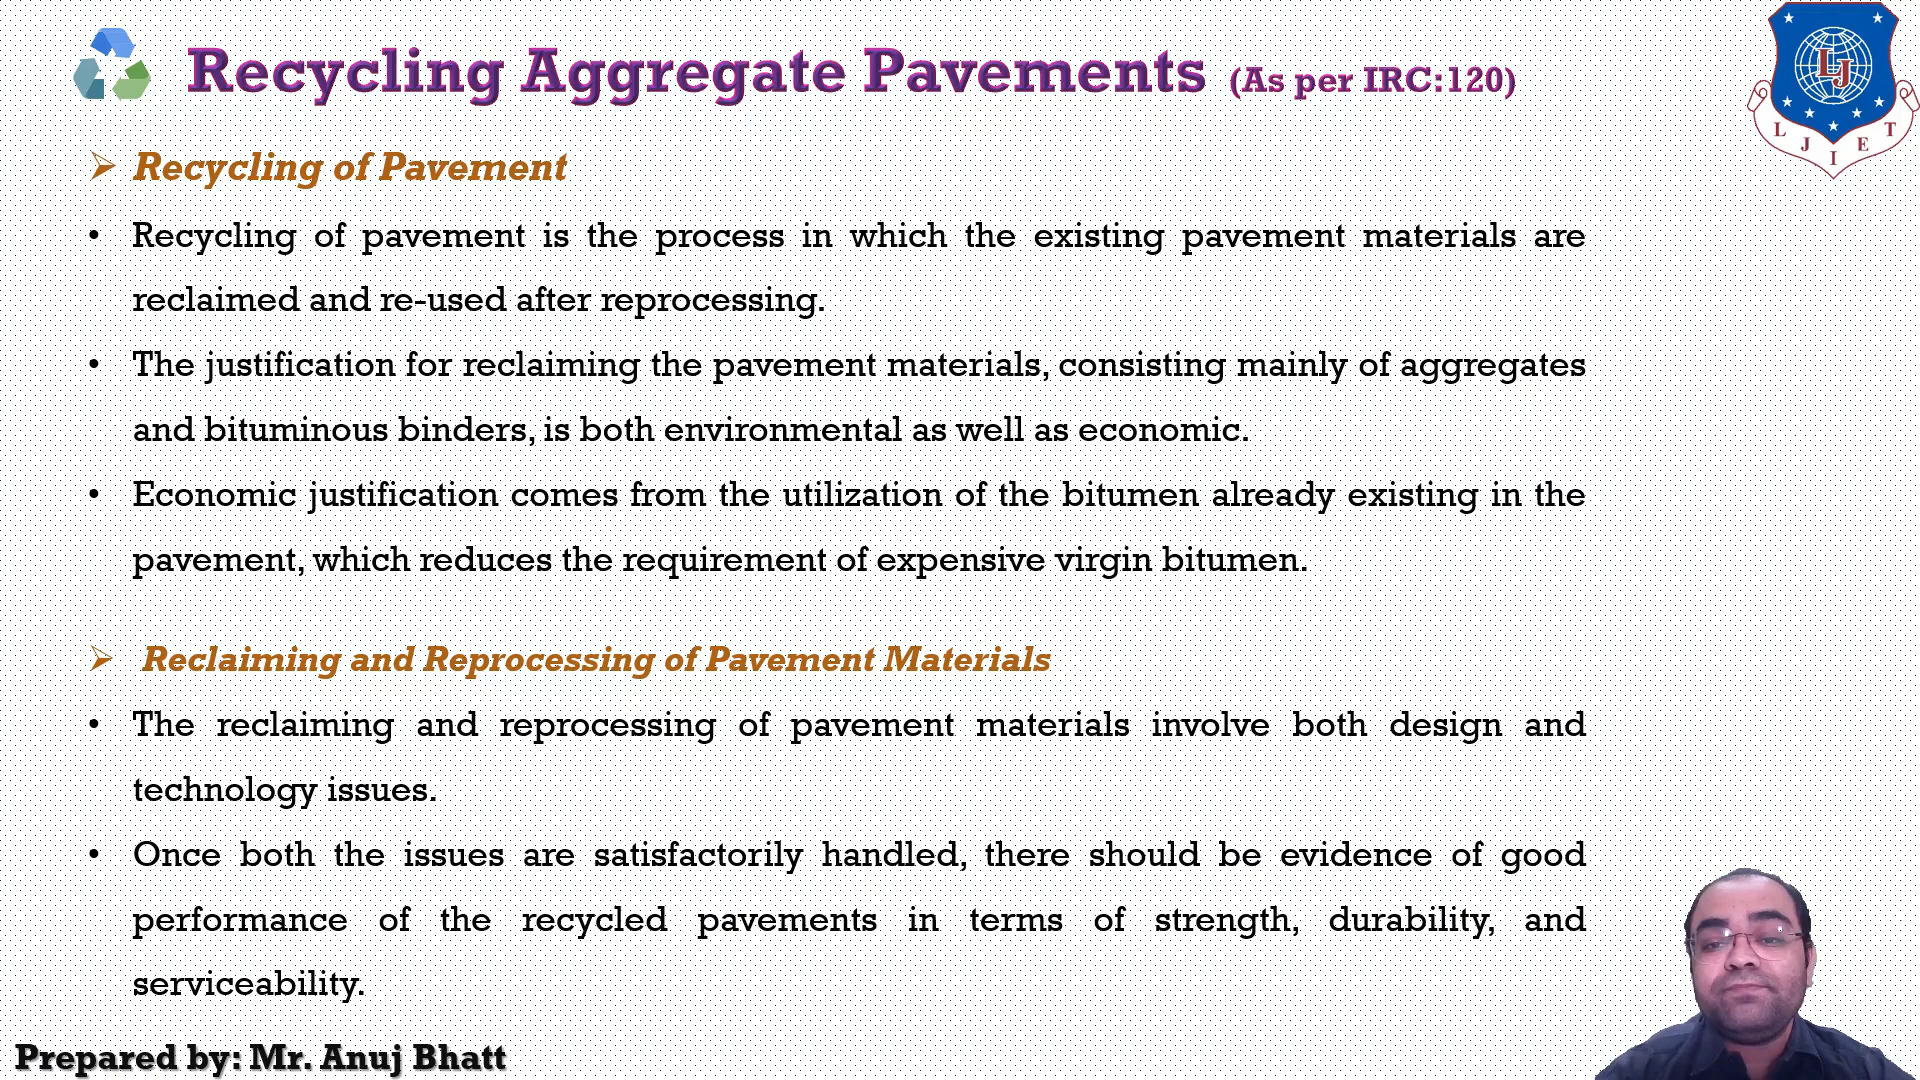 Recycling Aggregate Pavements (As per IRC:120)
LJ
L J I E T
➢ Recycling of Pavement
• Recycling of pavement is the process in which the existing pavement materials are
reclaimed and re-used after reprocessing.
• The justification for reclaiming the pavement materials, consisting mainly of aggregates
and bituminous binders, is both environmental as well as economic.
• Economic justification comes from the utilization of the bitumen already existing in the
pavement, which reduces the requirement of expensive virgin bitumen.
➢ Reclaiming and Reprocessing of Pavement Materials
• The reclaiming and reprocessing of pavement materials involve both design and
technology issues.
• Once both the issues are satisfactorily handled, there should be evidence of good
performance of the recycled pavements in terms of strength, durability, and
serviceability.
Prepared by: Mr. Anuj Bhatt